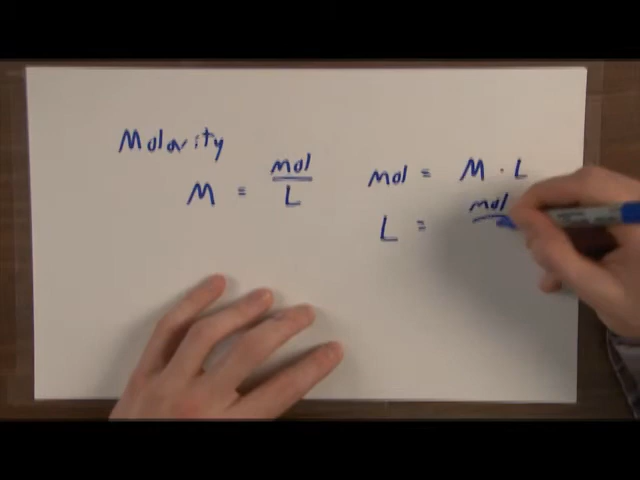 Molarity
M = mol / L
mol = M · L
L = mol /